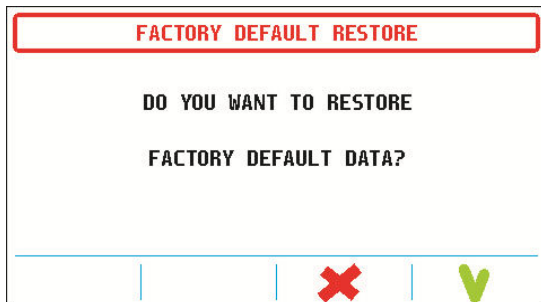 FACTORY DEFAULT RESTORE
DO YOU WANT TO RESTORE
FACTORY DEFAULT DATA?